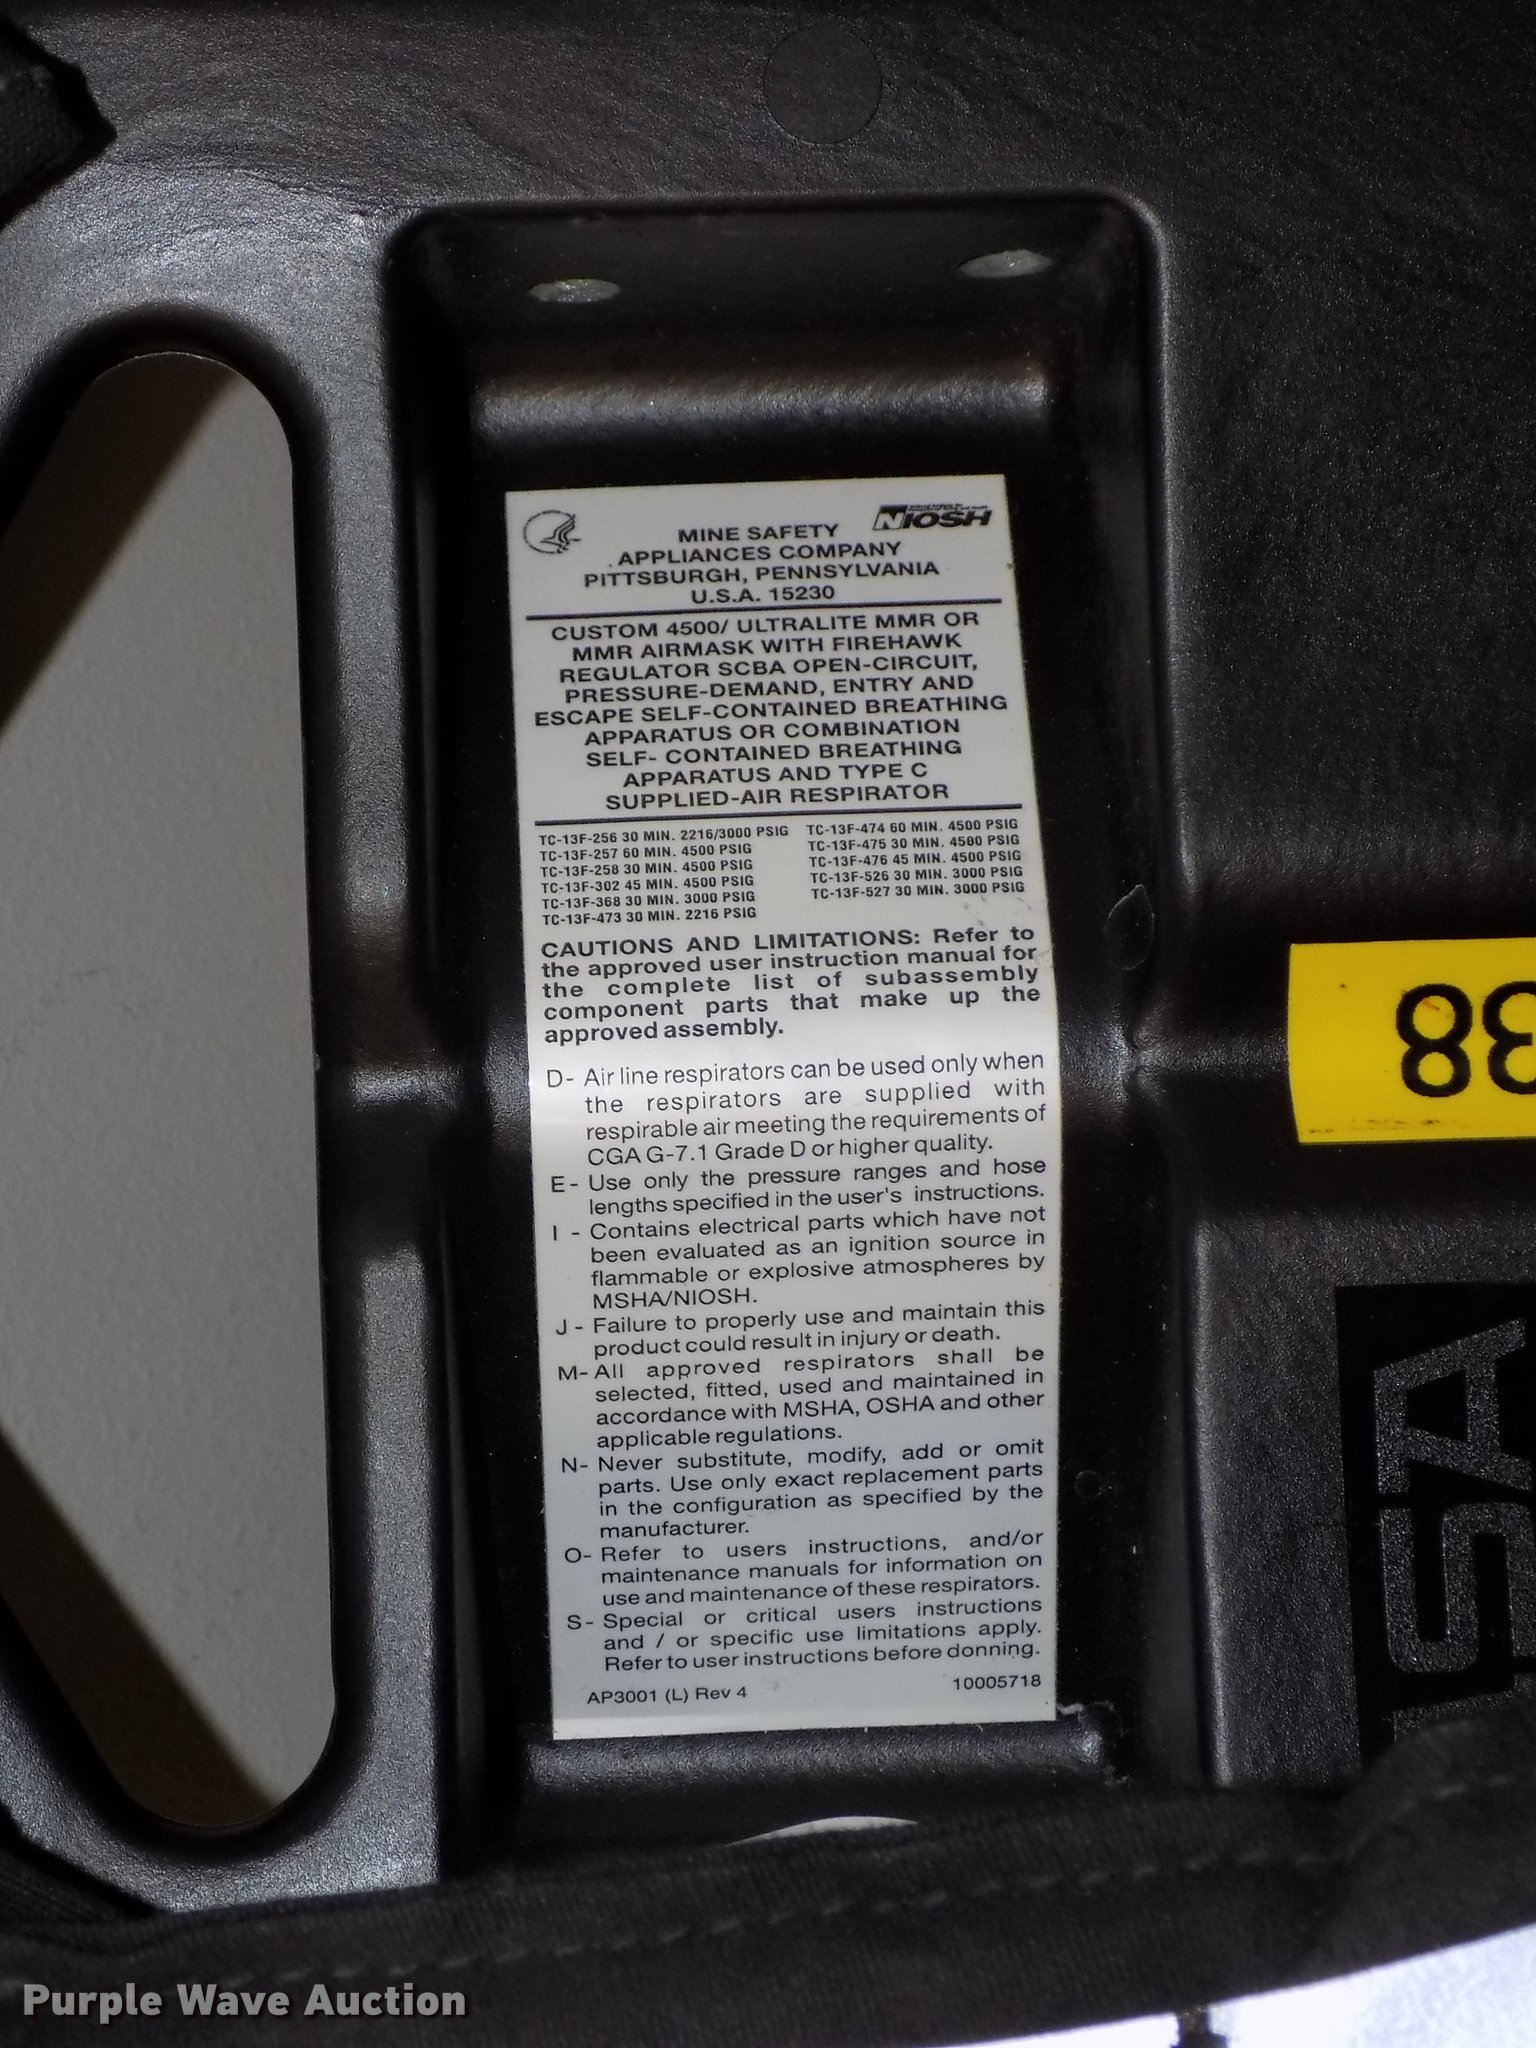 NIOSH
MINE SAFETY
APPLIANCES COMPANY
PITTSBURGH, PENNSYLVANIA
U.S.A. 15230
CUSTOM 4500/ ULTRALITE MMR OR
MMR AIRMASK WITH FIREHAWK
REGULATOR SCBA OPEN-CIRCUIT,
PRESSURE-DEMAND, ENTRY AND
ESCAPE SELF-CONTAINED BREATHING
APPARATUS OR COMBINATION
SELF- CONTAINED BREATHING
APPARATUS AND TYPE C
SUPPLIED-AIR RESPIRATOR
TC-13F-256 30 MIN. 2216/3000 PSIG
TC-13F-257 60 MIN. 4500 PSIG
TC-13F-258 30 MIN. 4500 PSIG
TC-13F-302 45 MIN. 4500 PSIG
TC-13F-368 30 MIN. 3000 PSIG
TC-13F-473 30 MIN. 2216 PSIG
TC-13F-474 60 MIN. 4500 PSIG
TC-13F-475 30 MIN. 4500 PSIG
TC-13F-476 45 MIN. 4500 PSIG
TC-13F-526 30 MIN. 3000 PSIG
TC-13F-527 30 MIN. 3000 PSIG
CAUTIONS AND LIMITATIONS: Refer to
the approved user instruction manual for
the complete list of subassembly
component parts that make up the
approved assembly.
D- Air line respirators can be used only when
the respirators are supplied with
respirable air meeting the requirements of
CGA G-7.1 Grade D or higher quality.
E- Use only the pressure ranges and hose
lengths specified in the user's instructions.
I - Contains electrical parts which have not
been evaluated as an ignition source in
flammable or explosive atmospheres by
MSHA/NIOSH.
J - Failure to properly use and maintain this
product could result in injury or death.
M- All approved respirators shall be
selected, fitted, used and maintained in
accordance with MSHA, OSHA and other
applicable regulations.
N- Never substitute, modify, add or omit
parts. Use only exact replacement parts
in the configuration as specified by the
manufacturer.
O- Refer to users instructions, and/or
maintenance manuals for information on
use and maintenance of these respirators.
S- Special or critical users instructions
and / or specific use limitations apply.
Refer to user instructions before donning.
AP3001 (L) Rev 4 10005718
Purple Wave Auction